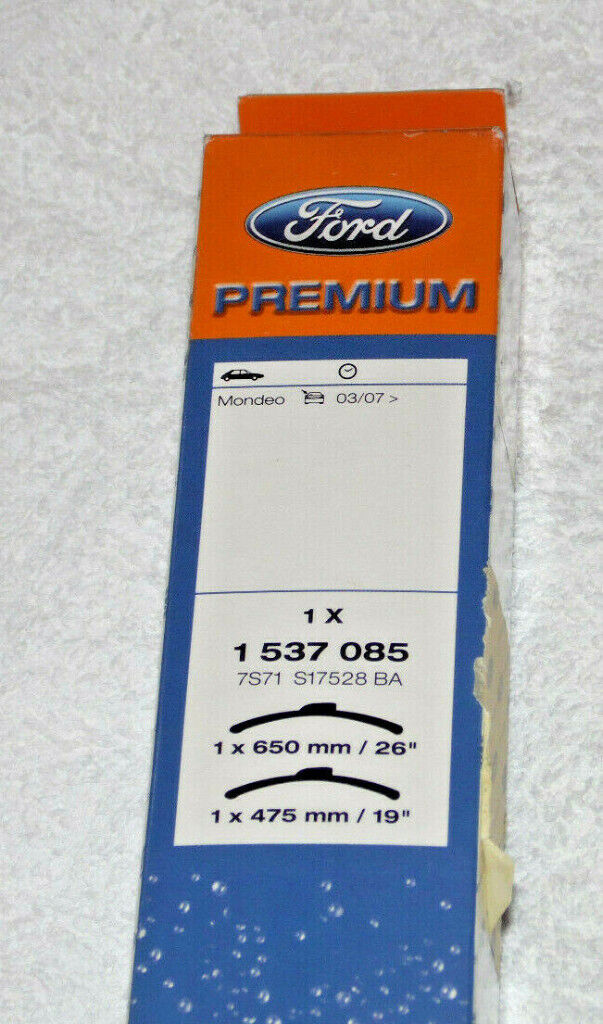 Ford
PREMIUM
Mondeo 03/07 >
1 X
1 537 085
7S71 S17528 BA
1 x 650 mm / 26"
1 x 475 mm / 19"